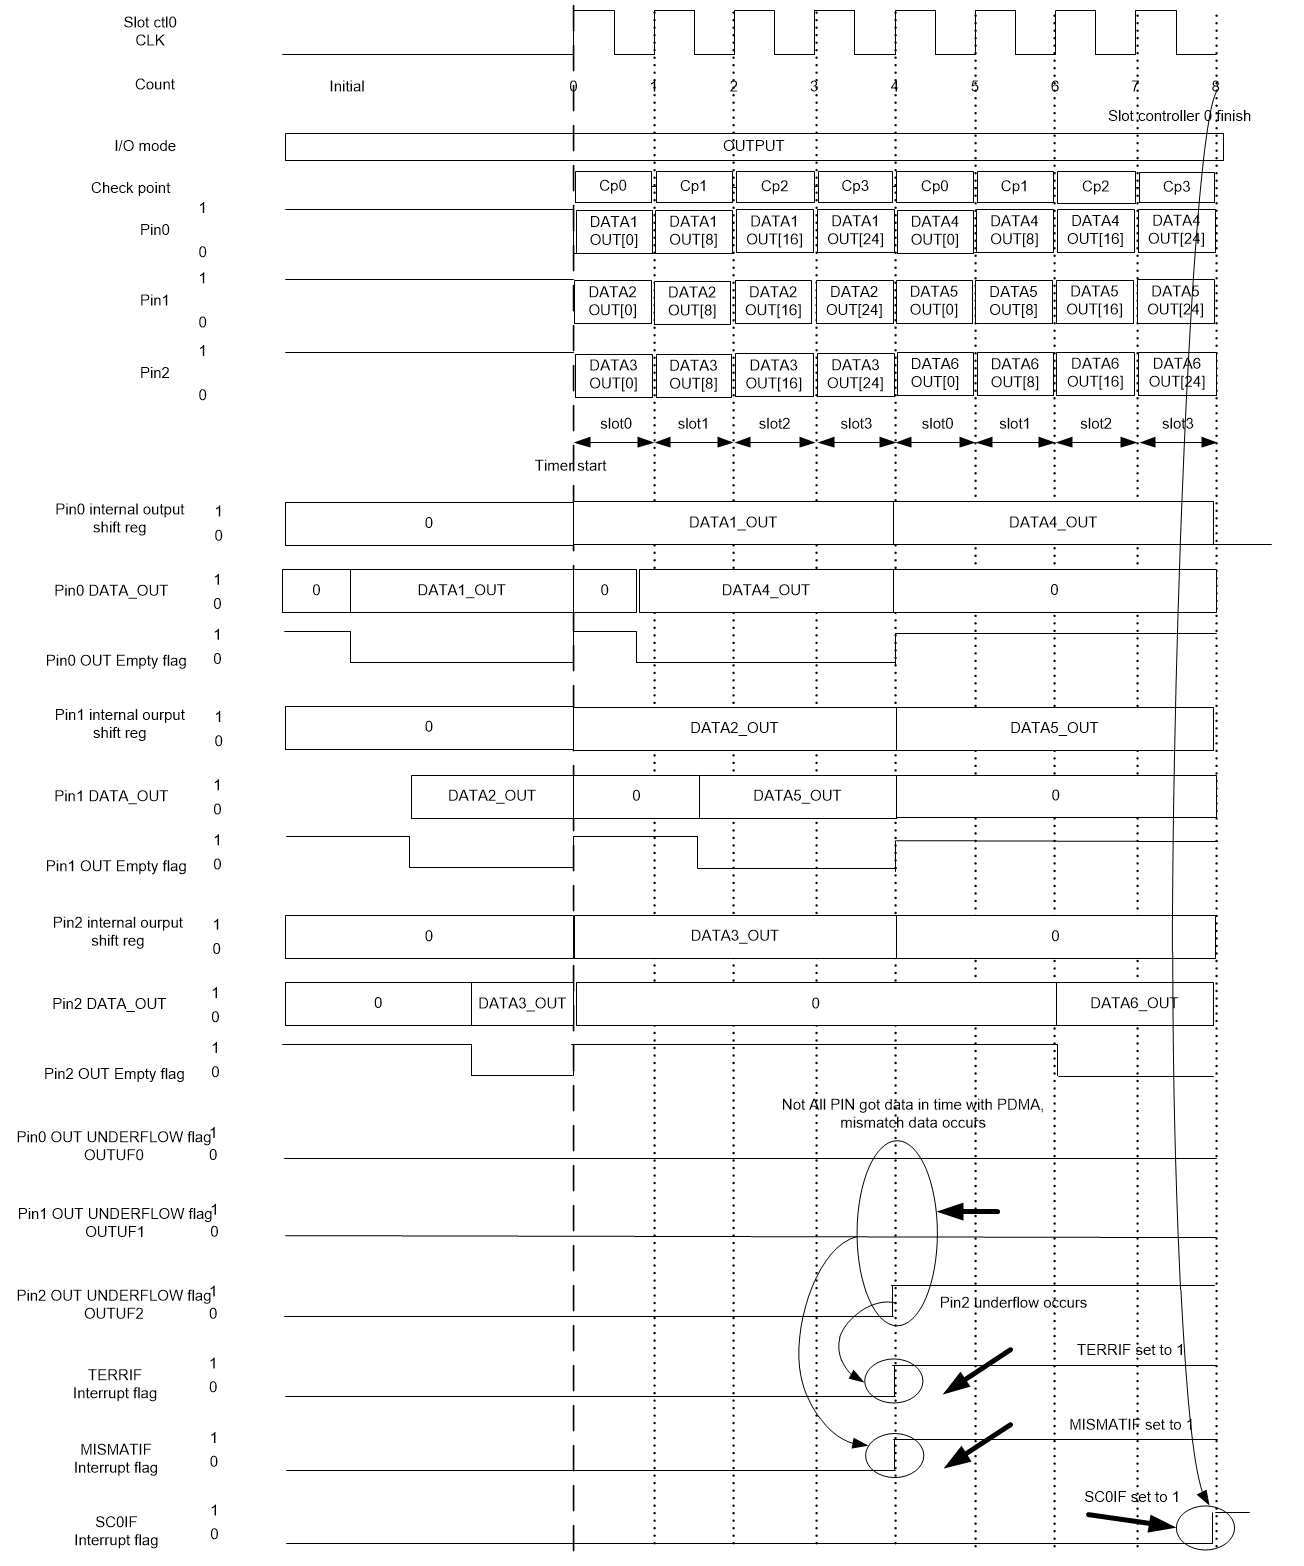 Slot ctl0
CLK
Count Initial 0 1 2 3 4 5 6 7 8
Slot controller 0 finish
I/O mode OUTPUT
Check point Cp0 Cp1 Cp2 Cp3 Cp0 Cp1 Cp2 Cp3
1
Pin0 DATA1 DATA1 DATA1 DATA1 DATA4 DATA4 DATA4 DATA4
OUT[0] OUT[8] OUT[16] OUT[24] OUT[0] OUT[8] OUT[16] OUT[24]
0
1
Pin1 DATA2 DATA2 DATA2 DATA2 DATA5 DATA5 DATA5 DATA5
OUT[0] OUT[8] OUT[16] OUT[24] OUT[0] OUT[8] OUT[16] OUT[24]
0
1
Pin2 DATA3 DATA3 DATA3 DATA3 DATA6 DATA6 DATA6 DATA6
OUT[0] OUT[8] OUT[16] OUT[24] OUT[0] OUT[8] OUT[16] OUT[24]
0
slot0 slot1 slot2 slot3 slot0 slot1 slot2 slot3
Timer start
Pin0 internal output 1
shift reg 0
0 DATA1_OUT DATA4_OUT
Pin0 DATA_OUT 1
0
0 DATA1_OUT 0 DATA4_OUT 0
1
Pin0 OUT Empty flag 0
Pin1 internal ourput 1
shift reg 0
0 DATA2_OUT DATA5_OUT
Pin1 DATA_OUT 1
0
DATA2_OUT 0 DATA5_OUT 0
1
Pin1 OUT Empty flag 0
Pin2 internal ourput 1
shift reg 0
0 DATA3_OUT 0
Pin2 DATA_OUT 1
0
0 DATA3_OUT 0 DATA6_OUT
1
Pin2 OUT Empty flag 0
Not All PIN got data in time with PDMA,
mismatch data occurs
Pin0 OUT UNDERFLOW flag 1
OUTUF0 0
Pin1 OUT UNDERFLOW flag 1
OUTUF1 0
Pin2 OUT UNDERFLOW flag 1
OUTUF2 0
Pin2 underflow occurs
TERRIF 1
Interrupt flag 0
TERRIF set to 1
MISMATIF 1
Interrupt flag 0
MISMATIF set to 1
SC0IF 1
Interrupt flag 0
SC0IF set to 1